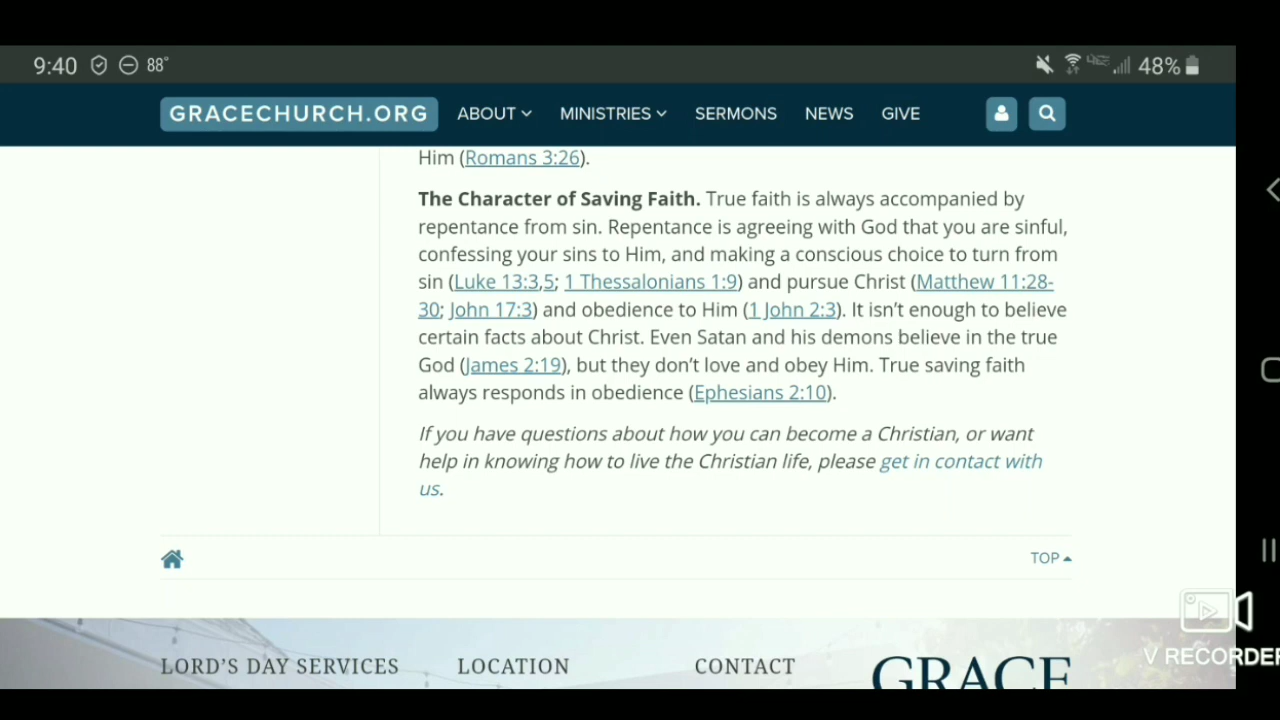 9:40 88°
48%
GRACECHURCH.ORG ABOUT MINISTRIES SERMONS NEWS GIVE
Him (Romans 3:26).
The Character of Saving Faith. True faith is always accompanied by
repentance from sin. Repentance is agreeing with God that you are sinful,
confessing your sins to Him, and making a conscious choice to turn from
sin (Luke 13:3,5; 1 Thessalonians 1:9) and pursue Christ (Matthew 11:28-
30; John 17:3) and obedience to Him (1 John 2:3). It isn’t enough to believe
certain facts about Christ. Even Satan and his demons believe in the true
God (James 2:19), but they don’t love and obey Him. True saving faith
always responds in obedience (Ephesians 2:10).
If you have questions about how you can become a Christian, or want
help in knowing how to live the Christian life, please get in contact with
us.
TOP
V RECORDER
LORD’S DAY SERVICES LOCATION CONTACT GRACE